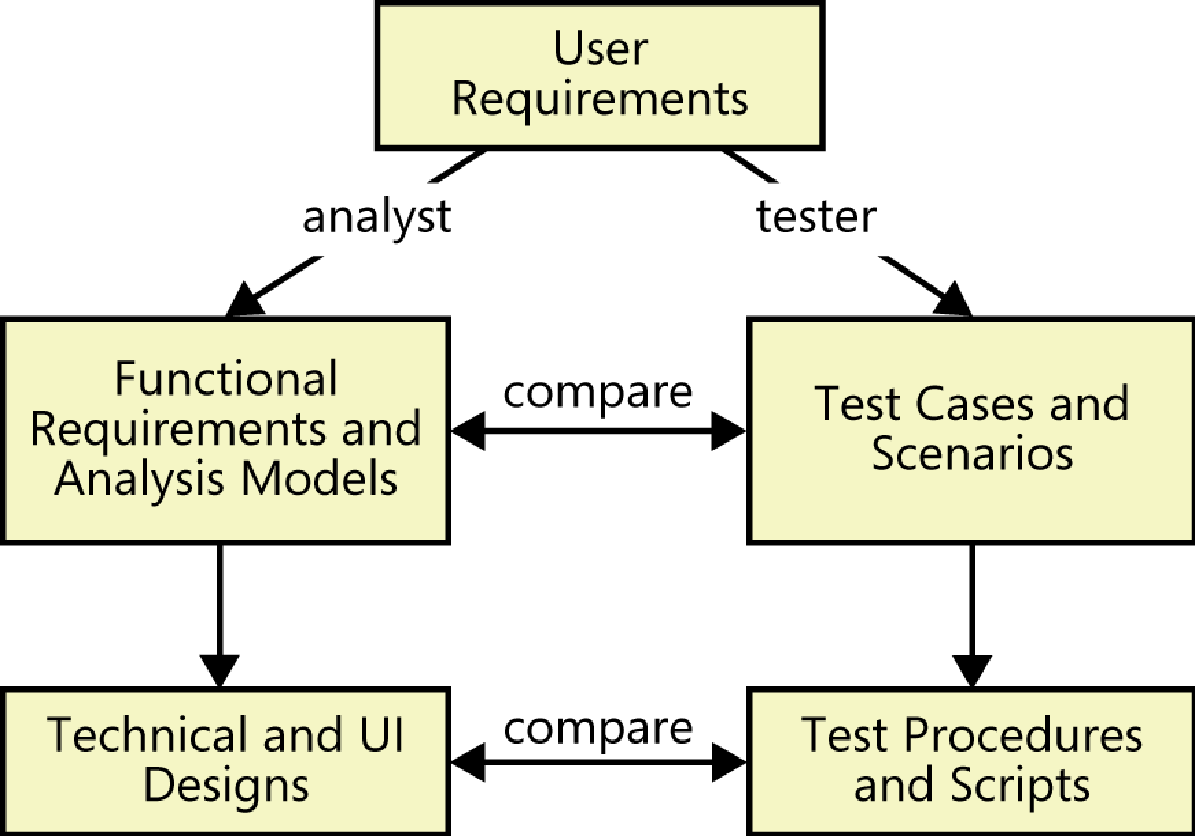 User
Requirements
analyst
tester
Functional
Requirements and
Analysis Models
compare
Test Cases and
Scenarios
Technical and UI
Designs
compare
Test Procedures
and Scripts